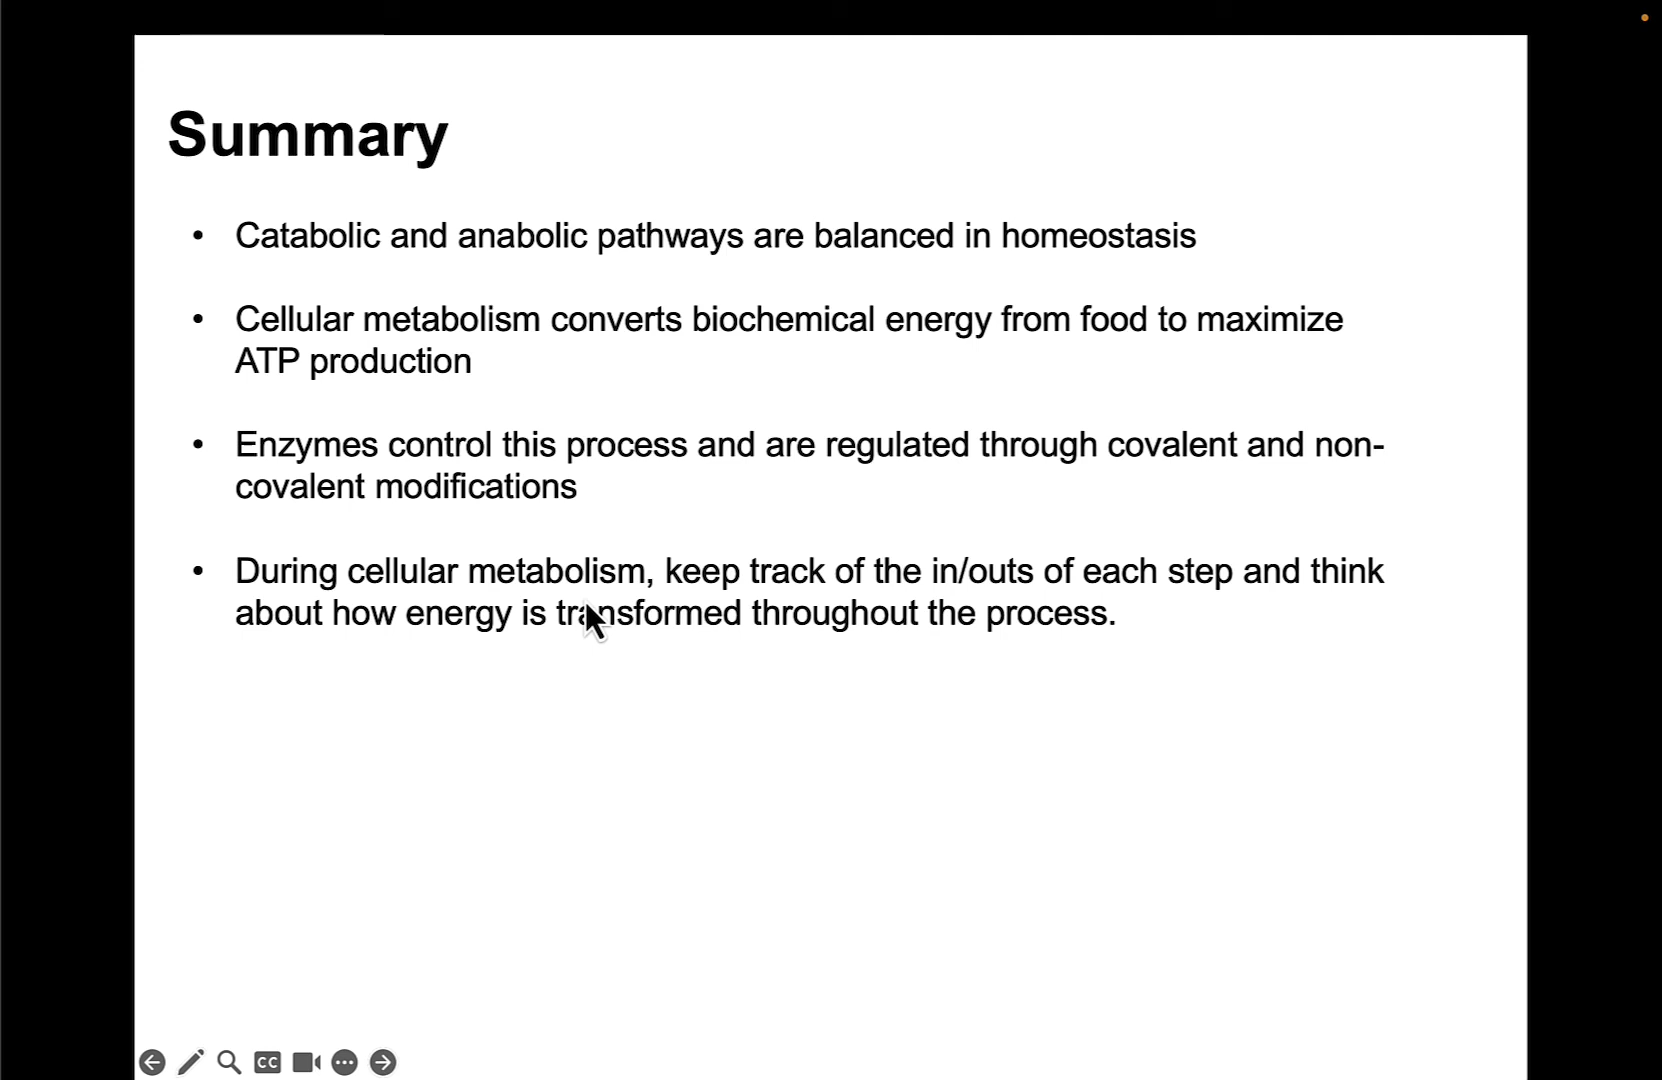 Summary
• Catabolic and anabolic pathways are balanced in homeostasis
• Cellular metabolism converts biochemical energy from food to maximize
ATP production
• Enzymes control this process and are regulated through covalent and non-
covalent modifications
• During cellular metabolism, keep track of the in/outs of each step and think
about how energy is transformed throughout the process.
CC